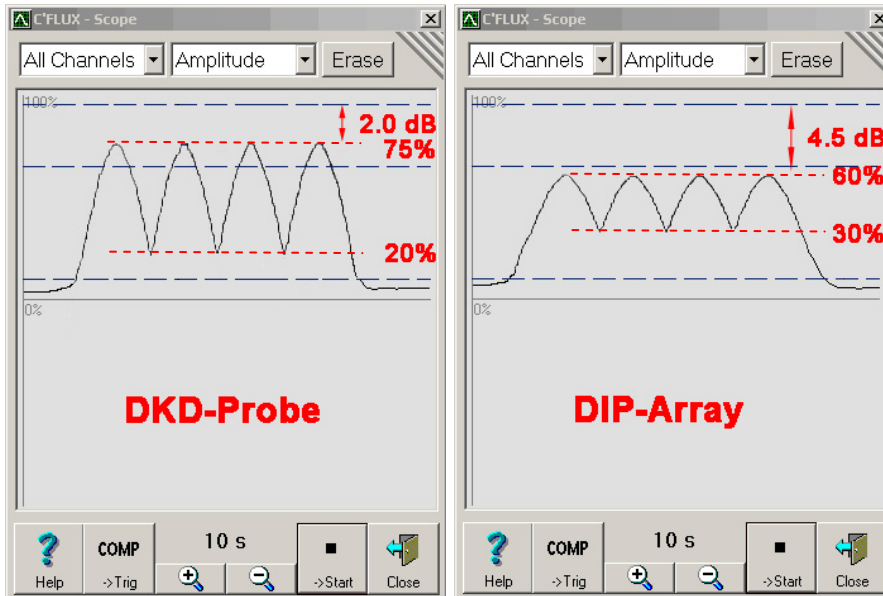 C'FLUX - Scope
All Channels Amplitude Erase
100%
2.0 dB
75%
20%
0%
DKD-Probe
Help
COMP
->Trig
10 s
->Start
Close
C'FLUX - Scope
All Channels Amplitude Erase
100%
4.5 dB
60%
30%
0%
DIP-Array
Help
COMP
->Trig
10 s
->Start
Close